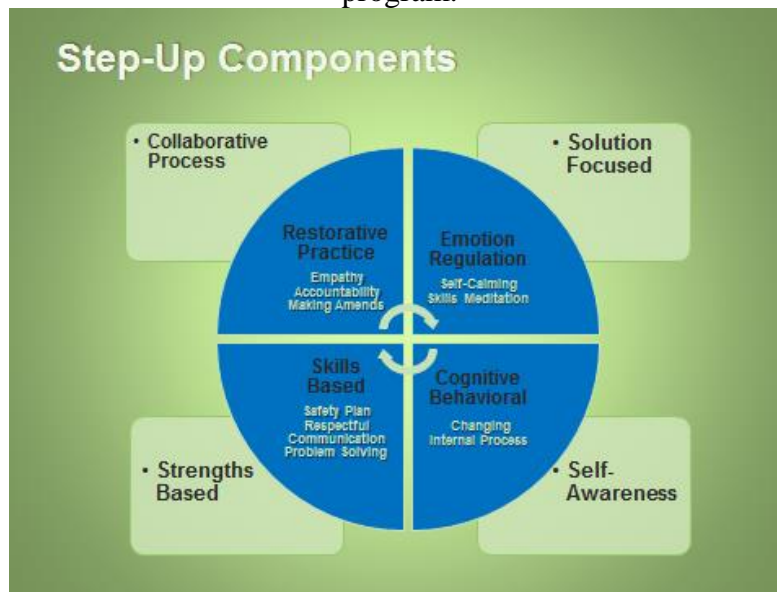 program.
Step-Up Components
• Collaborative
Process
• Solution
Focused
Restorative
Practice
Empathy
Accountability
Making Amends
Emotion
Regulation
Self-Calming
Skills Meditation
Skills
Based
Safety Plan
Respectful
Communication
Problem Solving
Cognitive
Behavioral
Changing
Internal Process
• Strengths
Based
• Self-
Awareness